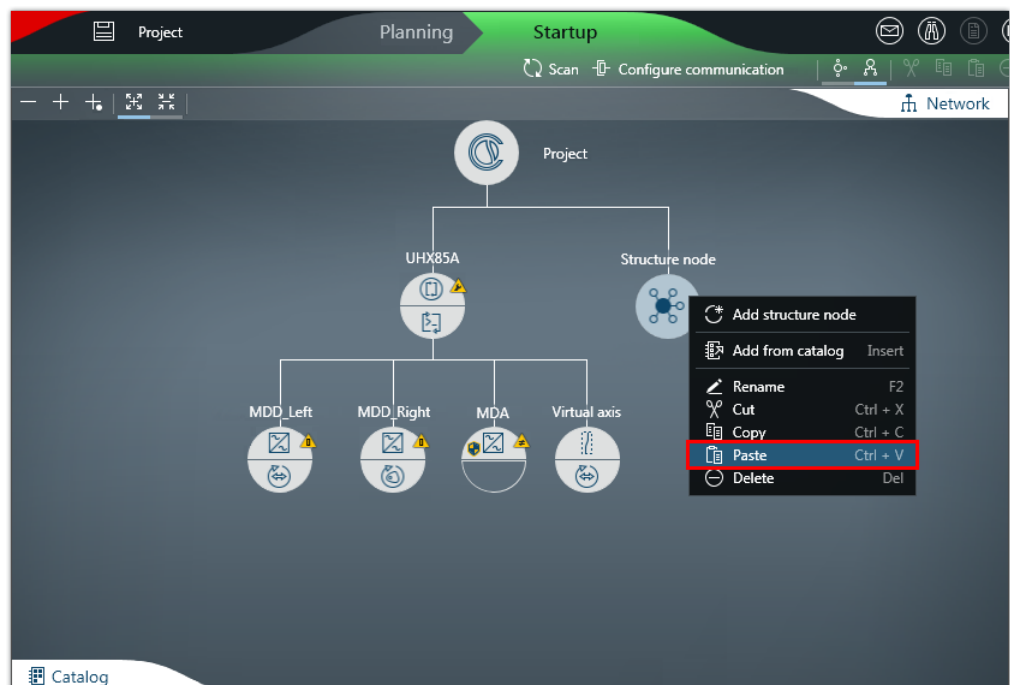 Project
Planning
Startup
Scan
Configure communication
Network
Project
UHX85A
Structure node
Add structure node
Add from catalog Insert
Rename F2
Cut Ctrl + X
Copy Ctrl + C
Paste Ctrl + V
Delete Del
MDD_Left
MDD_Right
MDA
Virtual axis
Catalog